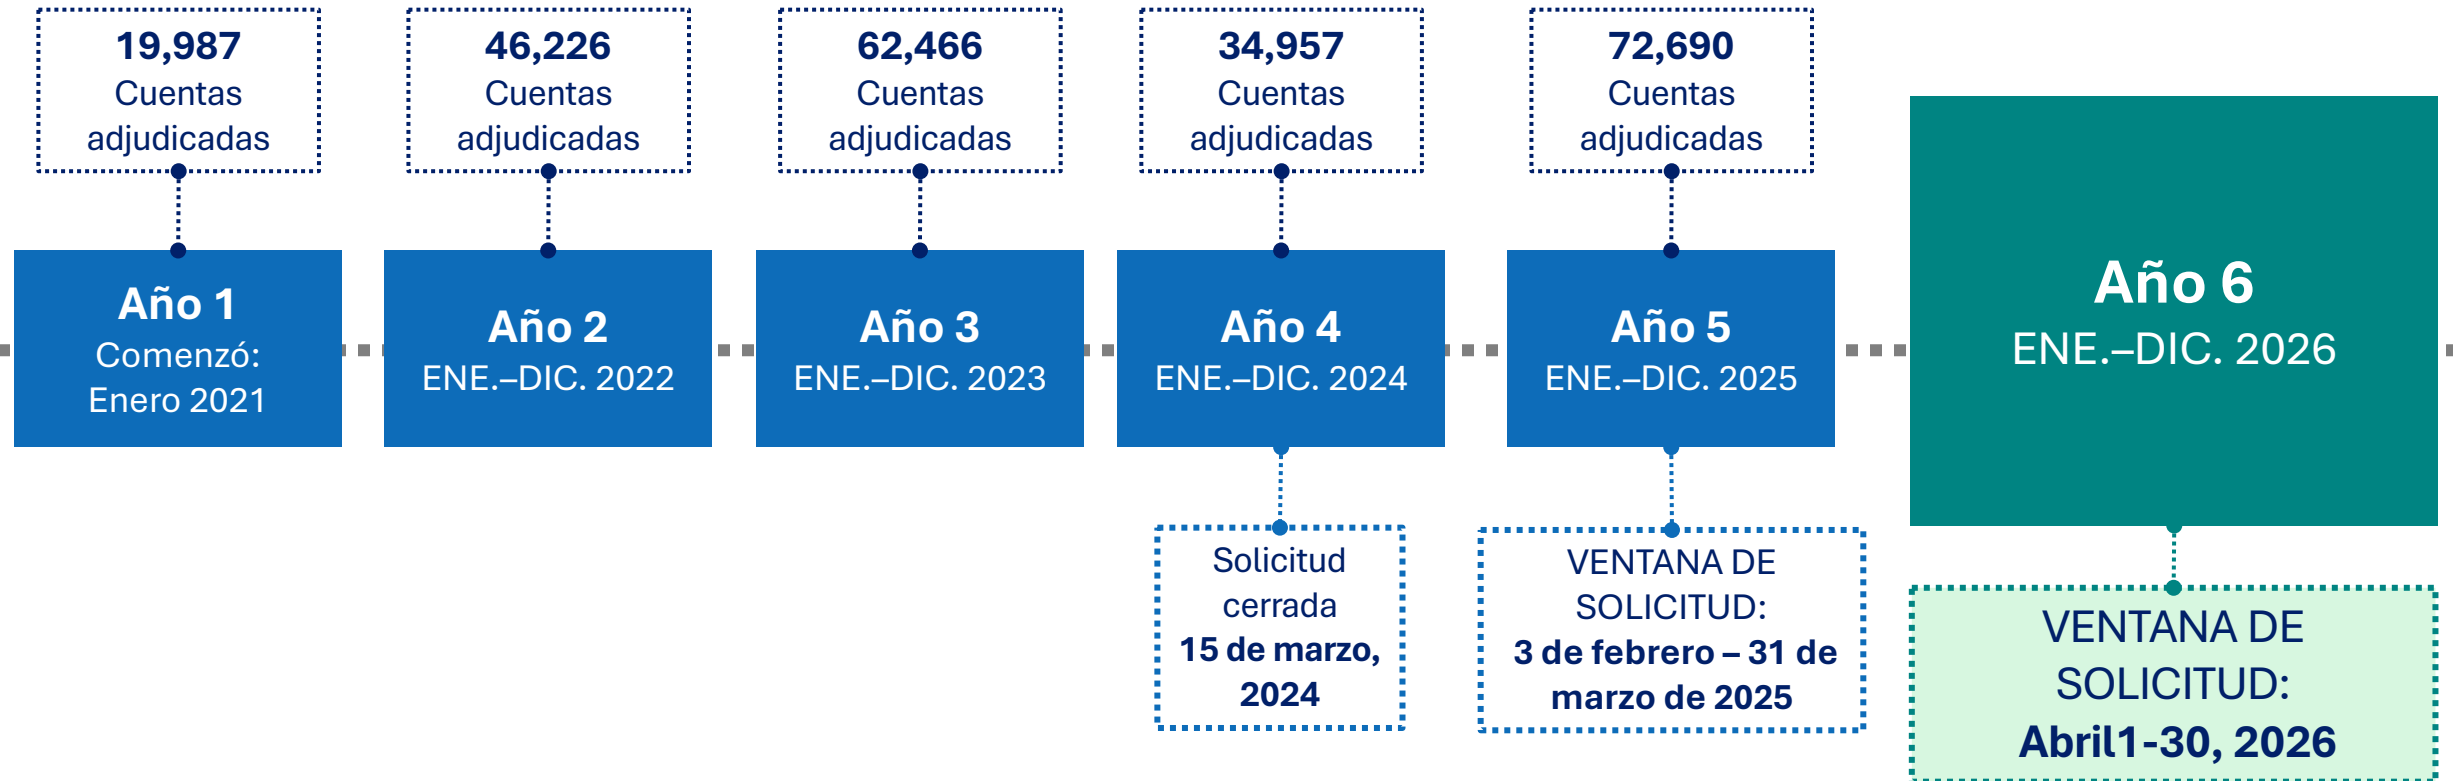 19,987
Cuentas
adjudicadas
46,226
Cuentas
adjudicadas
62,466
Cuentas
adjudicadas
34,957
Cuentas
adjudicadas
72,690
Cuentas
adjudicadas
Año 1
Comenzó:
Enero 2021
Año 2
ENE.–DIC. 2022
Año 3
ENE.–DIC. 2023
Año 4
ENE.–DIC. 2024
Año 5
ENE.–DIC. 2025
Año 6
ENE.–DIC. 2026
Solicitud
cerrada
15 de marzo,
2024
VENTANA DE
SOLICITUD:
3 de febrero – 31 de
marzo de 2025
VENTANA DE
SOLICITUD:
Abril1-30, 2026